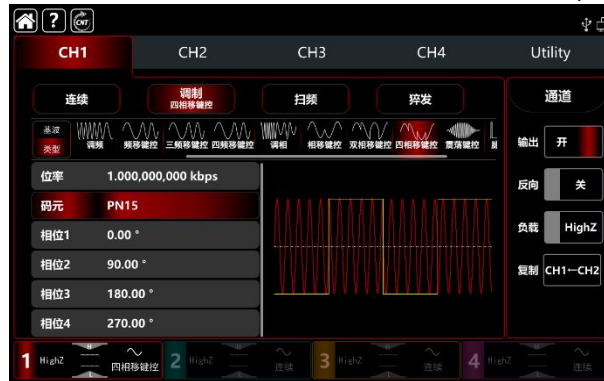 ? CNT
CH1 CH2 CH3 CH4 Utility
连续 调制 扫频 猝发 通道
四相移键控
基波
类型 调频 频移键控 三频移键控 四频移键控 调相 相移键控 双相移键控 四相移键控 震荡键控
输出 开
位率 1.000,000,000 kbps
反向 关
码元 PN15
相位1 0.00 °
负载 HighZ
相位2 90.00 °
复制 CH1←CH2
相位3 180.00 °
相位4 270.00 °
1 HighZ H L 四相移键控 2 HighZ 连续 3 HighZ 连续 4 HighZ 连续